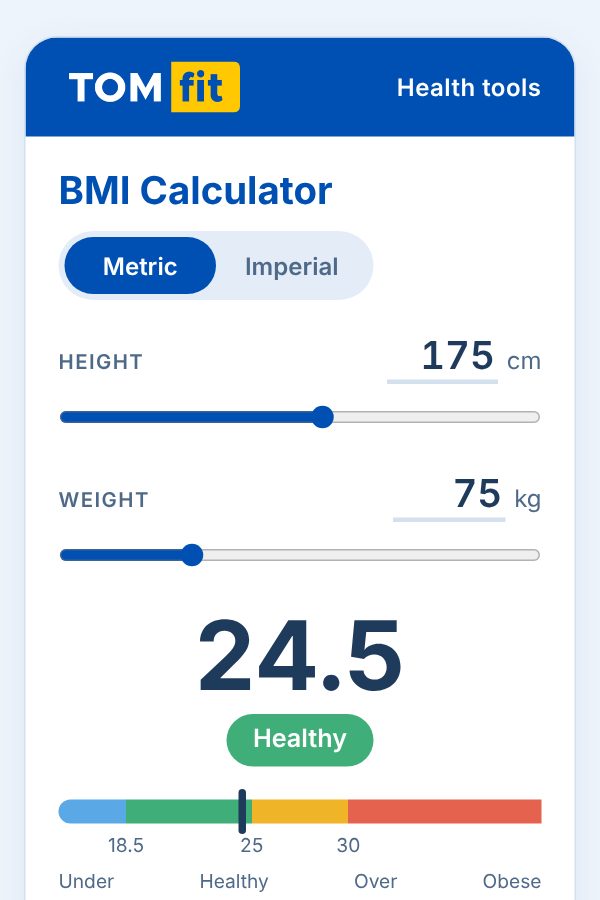 TOM fit
Health tools
BMI Calculator
Metric Imperial
HEIGHT 175 cm
WEIGHT 75 kg
24.5
Healthy
18.5 25 30
Under Healthy Over Obese